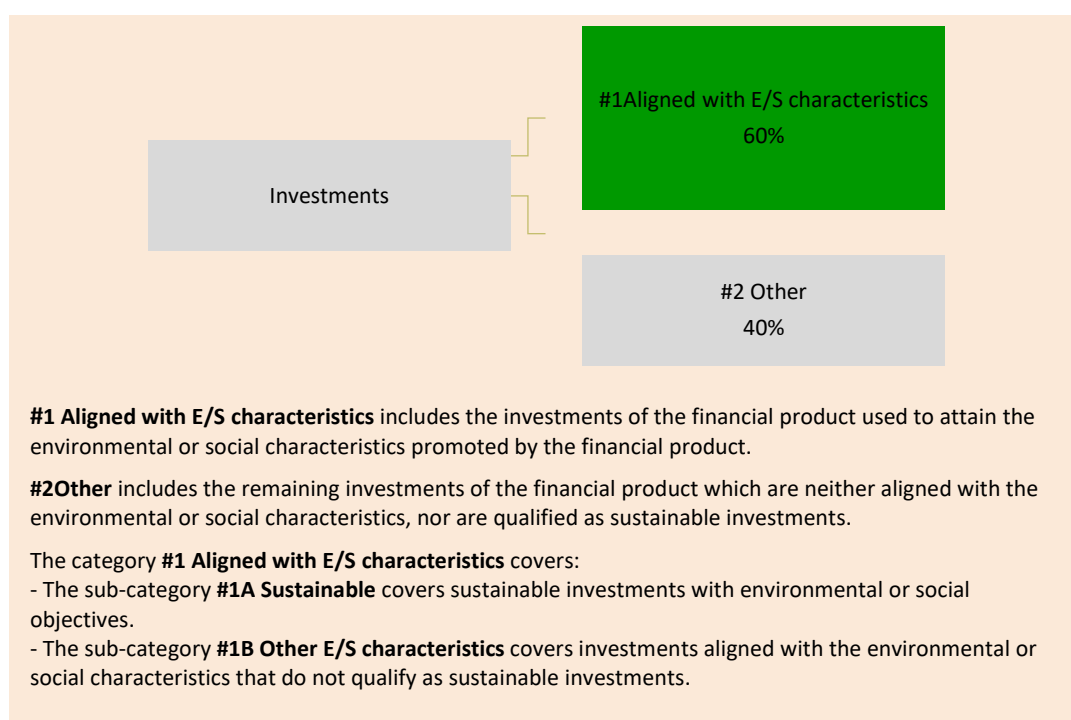 #1Aligned with E/S characteristics
60%
Investments
#2 Other
40%
#1 Aligned with E/S characteristics includes the investments of the financial product used to attain the
environmental or social characteristics promoted by the financial product.
#2Other includes the remaining investments of the financial product which are neither aligned with the
environmental or social characteristics, nor are qualified as sustainable investments.
The category #1 Aligned with E/S characteristics covers:
- The sub-category #1A Sustainable covers sustainable investments with environmental or social
objectives.
- The sub-category #1B Other E/S characteristics covers investments aligned with the environmental or
social characteristics that do not qualify as sustainable investments.